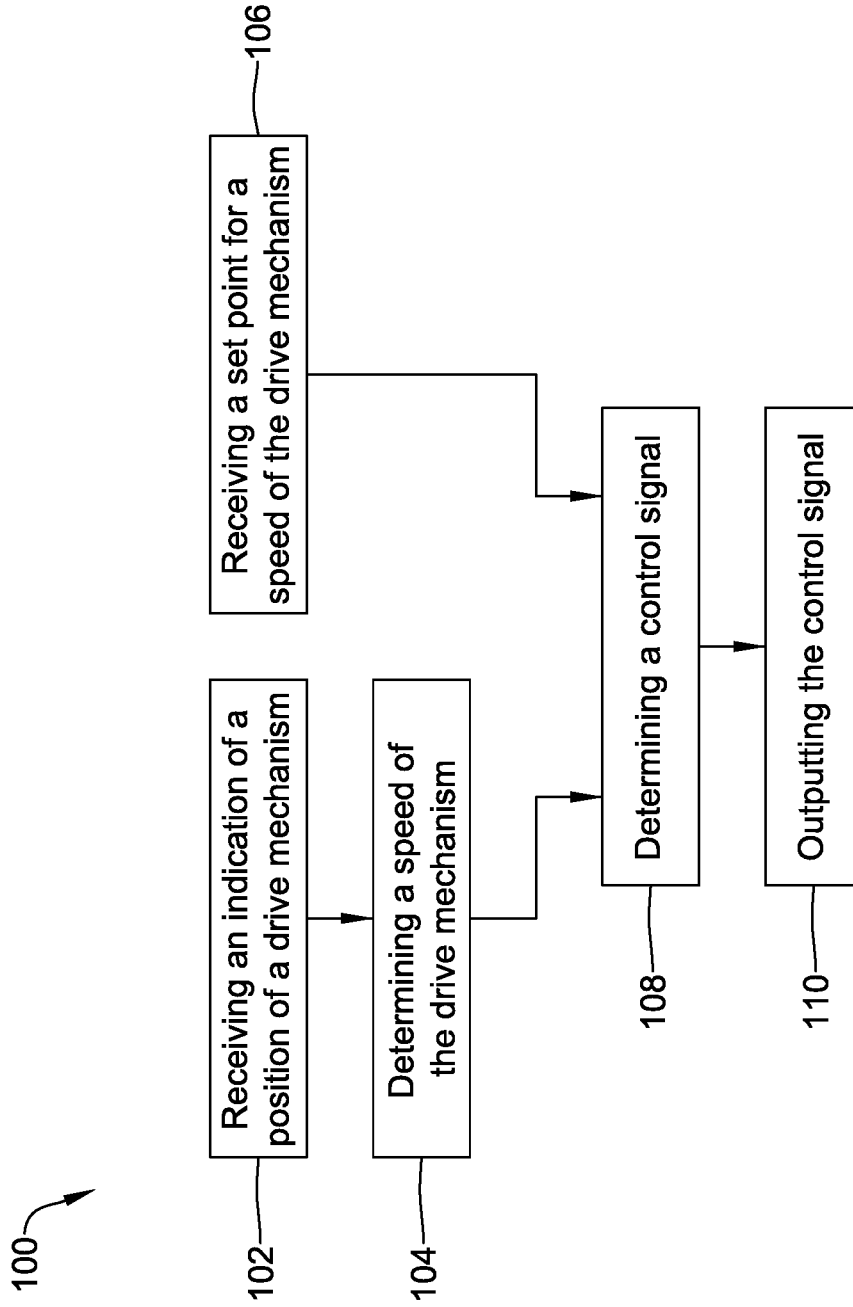 100
102
Receiving an indication of a
position of a drive mechanism
Receiving a set point for a
speed of the drive mechanism
106
104
Determining a speed of
the drive mechanism
108
Determining a control signal
110
Outputting the control signal